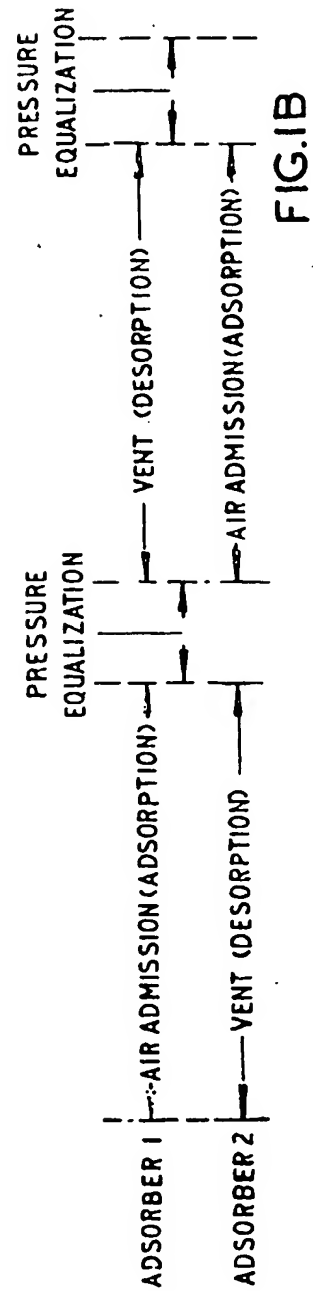 ADSORBER 1
AIR ADMISSION(ADSORPTION)
PRESSURE
EQUALIZATION
VENT (DESORPTION)
PRESSURE
EQUALIZATION
ADSORBER 2
VENT (DESORPTION)
AIR ADMISSION(ADSORPTION)
FIG.1B